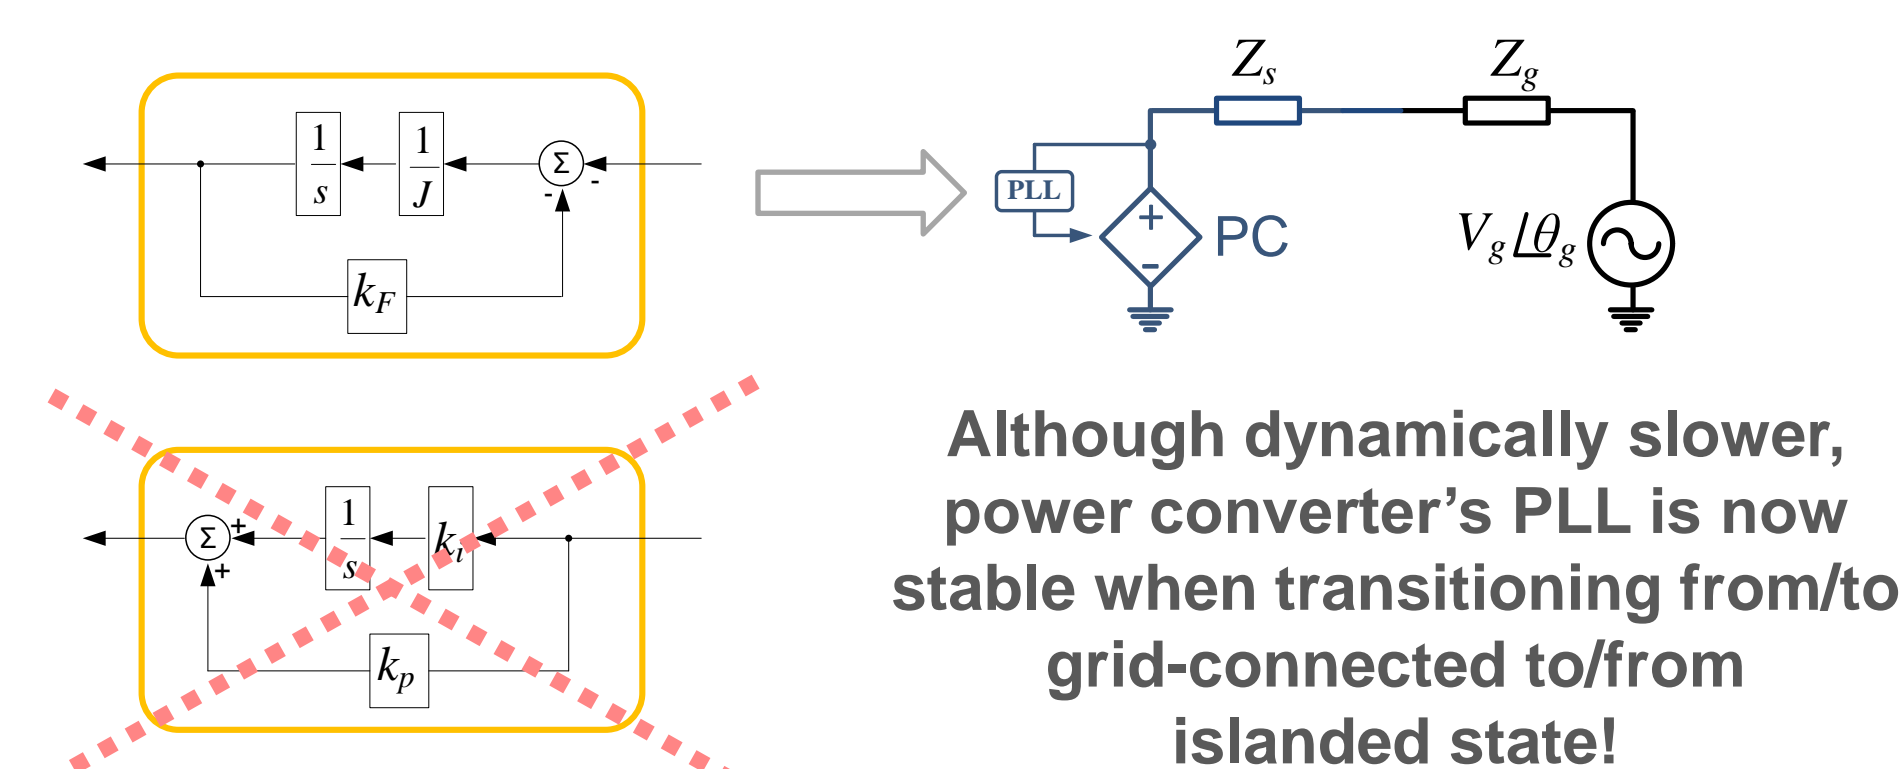 1
s
1
J
Σ
-
-
k_F
Z_s
Z_g
PLL
+
-
PC
V_g∠θ_g
Σ
+
+
1
s
k_i
k_p
Although dynamically slower,
power converter’s PLL is now
stable when transitioning from/to
grid-connected to/from
islanded state!